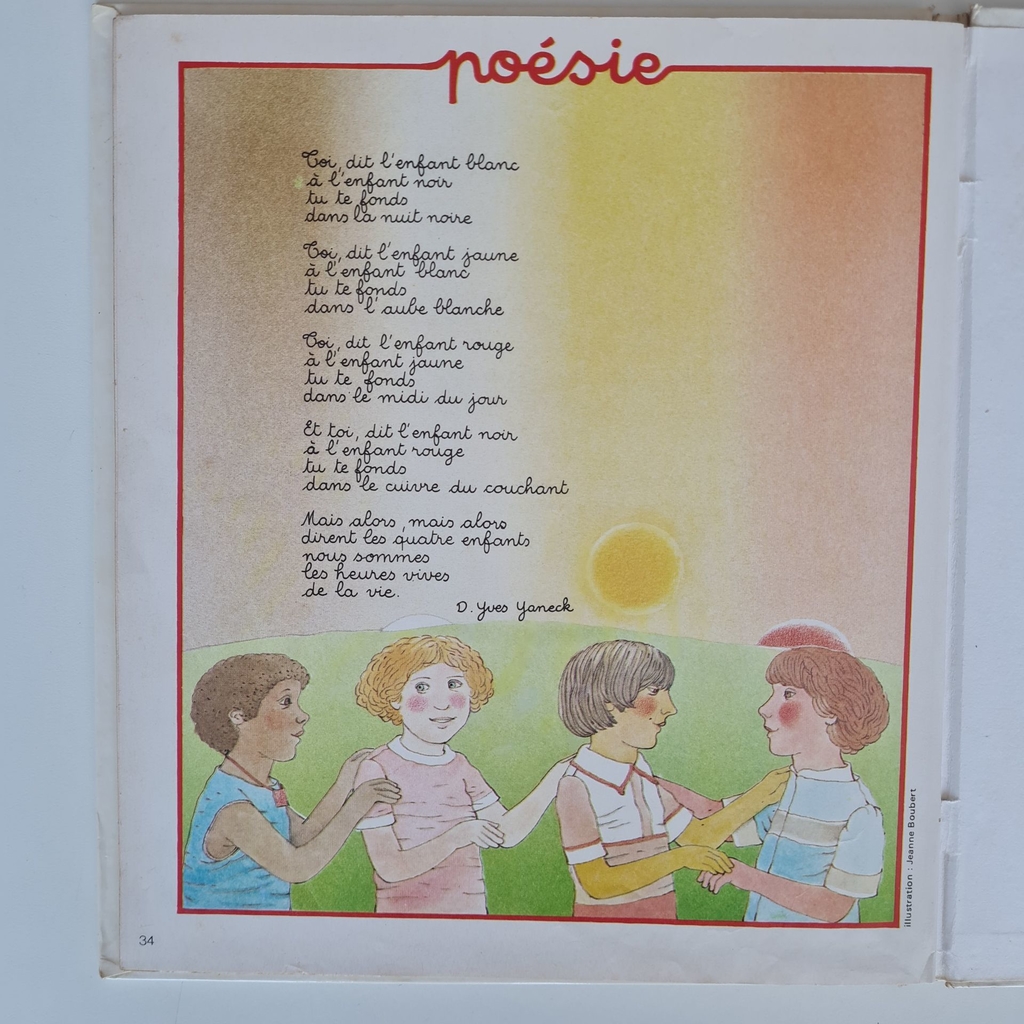 poésie
Toi, dit l'enfant blanc
à l'enfant noir
tu te fonds
dans la nuit noire
Toi, dit l'enfant jaune
à l'enfant blanc
tu te fonds
dans l'aube blanche
Toi, dit l'enfant rouge
à l'enfant jaune
tu te fonds
dans le midi du jour
Et toi, dit l'enfant noir
à l'enfant rouge
tu te fonds
dans le cuivre du couchant
Mais alors, mais alors
dirent les quatre enfants
nous sommes
les heures vives
de la vie.
D. Yves Yaneck
illustration : Jeanne Boubert
34